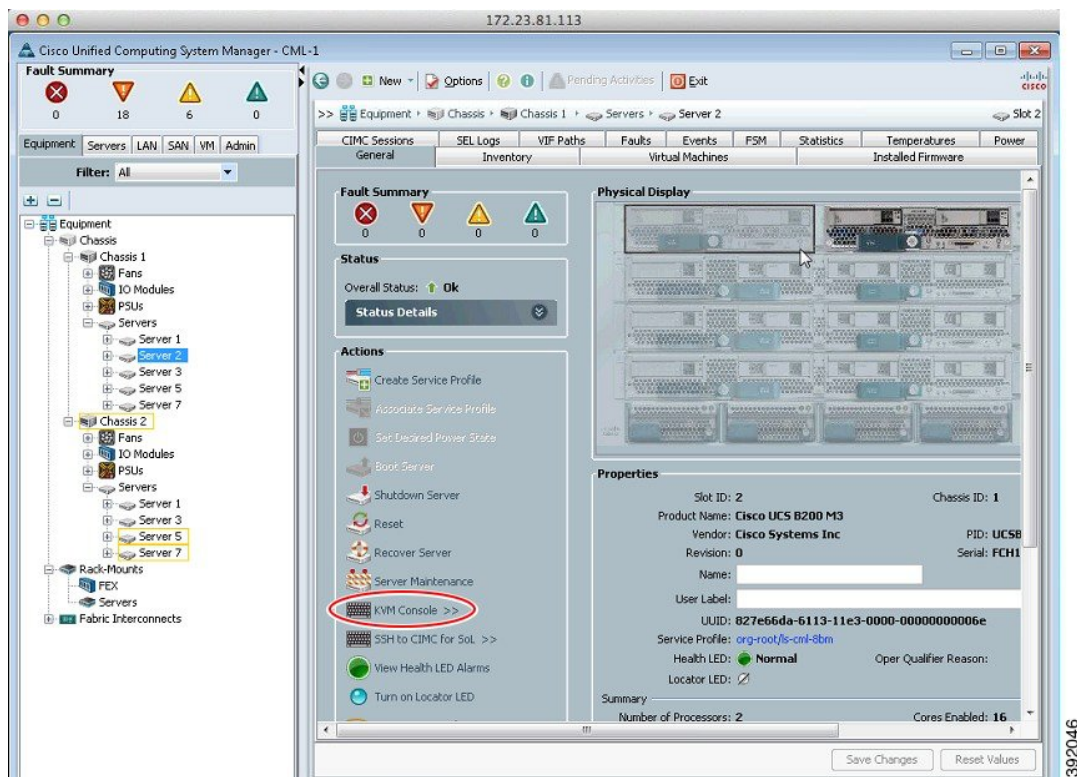 172.23.81.113
Cisco Unified Computing System Manager - CML-1
Fault Summary
0 18 6 0
New Options Pending Activities Exit
CISCO
>> Equipment Chassis Chassis 1 Servers Server 2 Slot 2
Equipment Servers LAN SAN VM Admin
Filter: All
CIMC Sessions SEL Logs VIF Paths Faults Events FSM Statistics Temperatures Power
General Inventory Virtual Machines Installed Firmware
Equipment
Chassis
Chassis 1
Fans
IO Modules
PSUs
Servers
Server 1
Server 2
Server 3
Server 5
Server 7
Chassis 2
Fans
IO Modules
PSUs
Servers
Server 1
Server 3
Server 5
Server 7
Rack-Mounts
FEX
Servers
Fabric Interconnects
Fault Summary
0 0 0 0
Status
Overall Status: Ok
Status Details
Actions
Create Service Profile
Associate Service Profile
Set Desired Power State
Boot Server
Shutdown Server
Reset
Recover Server
Server Maintenance
KVM Console >>
SSH to CIMC for SoL >>
View Health LED Alarms
Turn on Locator LED
Physical Display
Properties
Slot ID: 2 Chassis ID: 1
Product Name: Cisco UCS B200 M3
Vendor: Cisco Systems Inc PID: UCSB
Revision: 0 Serial: FCH1
Name:
User Label:
UUID: 827e66da-6113-11e3-0000-00000000006e
Service Profile: org-root/ls-cml-8bm
Health LED: Normal Oper Qualifier Reason:
Locator LED:
Summary
Number of Processors: 2 Cores Enabled: 16
Save Changes Reset Values
392046